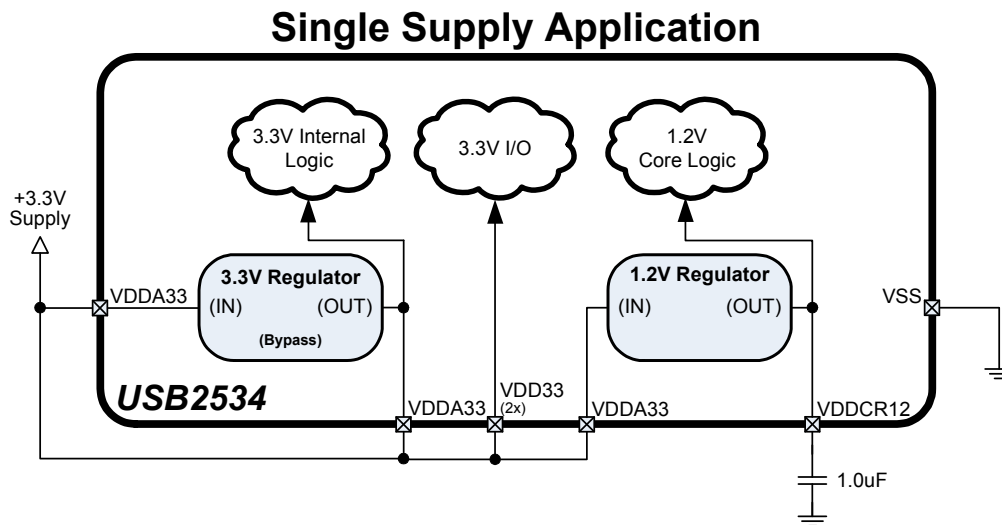 Single Supply Application
3.3V Internal
Logic
3.3V I/O
1.2V
Core Logic
+3.3V
Supply
VDDA33
3.3V Regulator
(IN)
(OUT)
(Bypass)
1.2V Regulator
(IN)
(OUT)
VSS
USB2534
VDDA33
VDD33
(2x)
VDDA33
VDDCR12
1.0uF